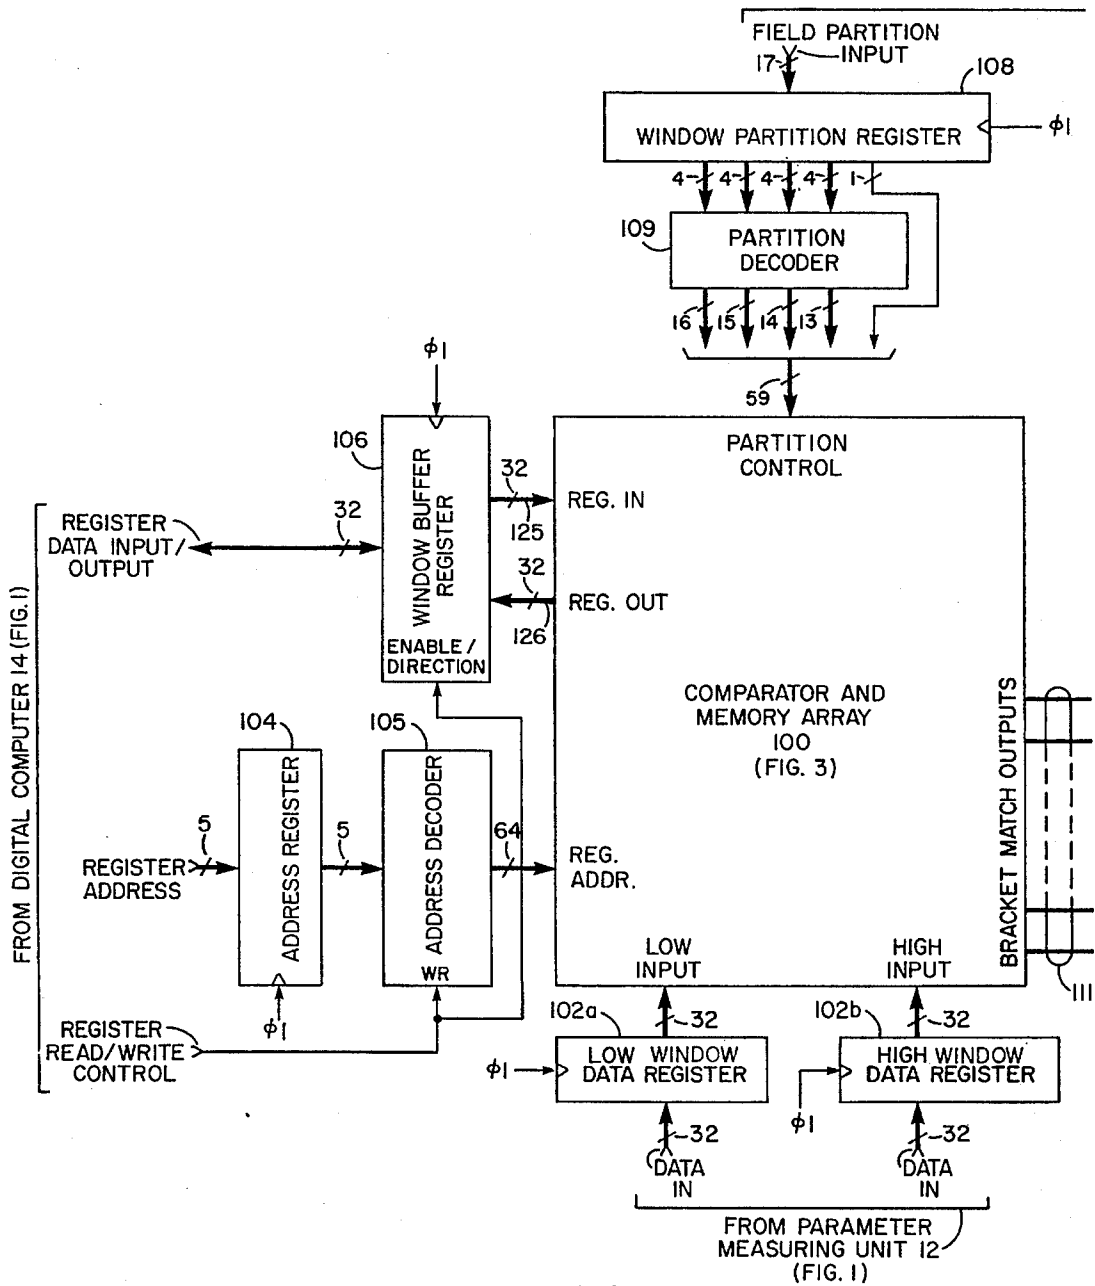 FIELD PARTITION
INPUT
17
108
WINDOW PARTITION REGISTER
φ1
4 4 4 4 1
109
PARTITION
DECODER
16 15 14 13
59
φ1
106
WINDOW BUFFER
REGISTER
ENABLE/
DIRECTION
32
125
REG. IN
32
126
REG. OUT
PARTITION
CONTROL
REGISTER
DATA INPUT/
OUTPUT
32
FROM DIGITAL COMPUTER 14 (FIG. 1)
COMPARATOR AND
MEMORY ARRAY
100
(FIG. 3)
BRACKET MATCH OUTPUTS
111
104
ADDRESS REGISTER
105
ADDRESS DECODER
WR
5
5
64
REGISTER
ADDRESS
REG.
ADDR.
φ1
LOW
INPUT
HIGH
INPUT
REGISTER
READ/WRITE
CONTROL
102a
32
102b
32
φ1
LOW WINDOW
DATA REGISTER
φ1
HIGH WINDOW
DATA REGISTER
32
DATA
IN
32
DATA
IN
FROM PARAMETER
MEASURING UNIT 12
(FIG. 1)